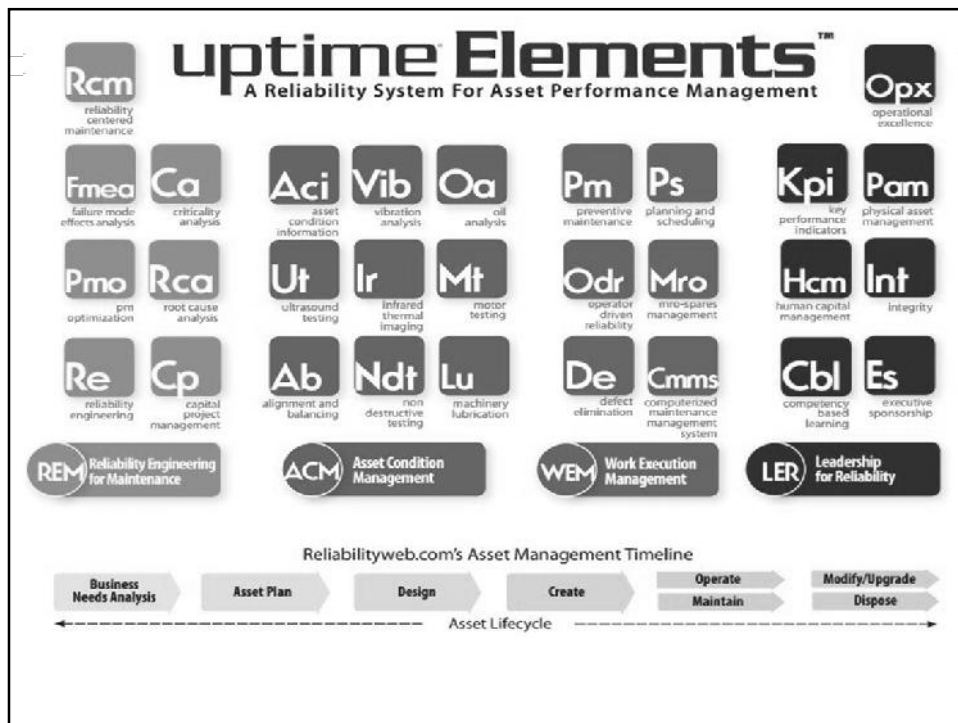 uptime Elements™
A Reliability System For Asset Performance Management
Rcm
reliability
centered
maintenance
Opx
operational
excellence
Fmea
failure mode
effects analysis
Ca
criticality
analysis
Aci
asset
condition
information
Vib
vibration
analysis
Oa
oil
analysis
Pm
preventive
maintenance
Ps
planning and
scheduling
Kpi
key
performance
indicators
Pam
physical asset
management
Pmo
pm
optimization
Rca
root cause
analysis
Ut
ultrasound
testing
Ir
infrared
thermal
imaging
Mt
motor
testing
Odr
operator
driven
reliability
Mro
mro-spares
management
Hcm
human capital
management
Int
integrity
Re
reliability
engineering
Cp
capital
project
management
Ab
alignment and
balancing
Ndt
non
destructive
testing
Lu
machinery
lubrication
De
defect
elimination
Cmms
computerized
maintenance
management
system
Cbl
competency
based
learning
Es
executive
sponsorship
REM
Reliability Engineering
for Maintenance
ACM
Asset Condition
Management
WEM
Work Execution
Management
LER
Leadership
for Reliability
Reliabilityweb.com's Asset Management Timeline
Business
Needs Analysis
Asset Plan
Design
Create
Operate
Maintain
Modify/Upgrade
Dispose
Asset Lifecycle